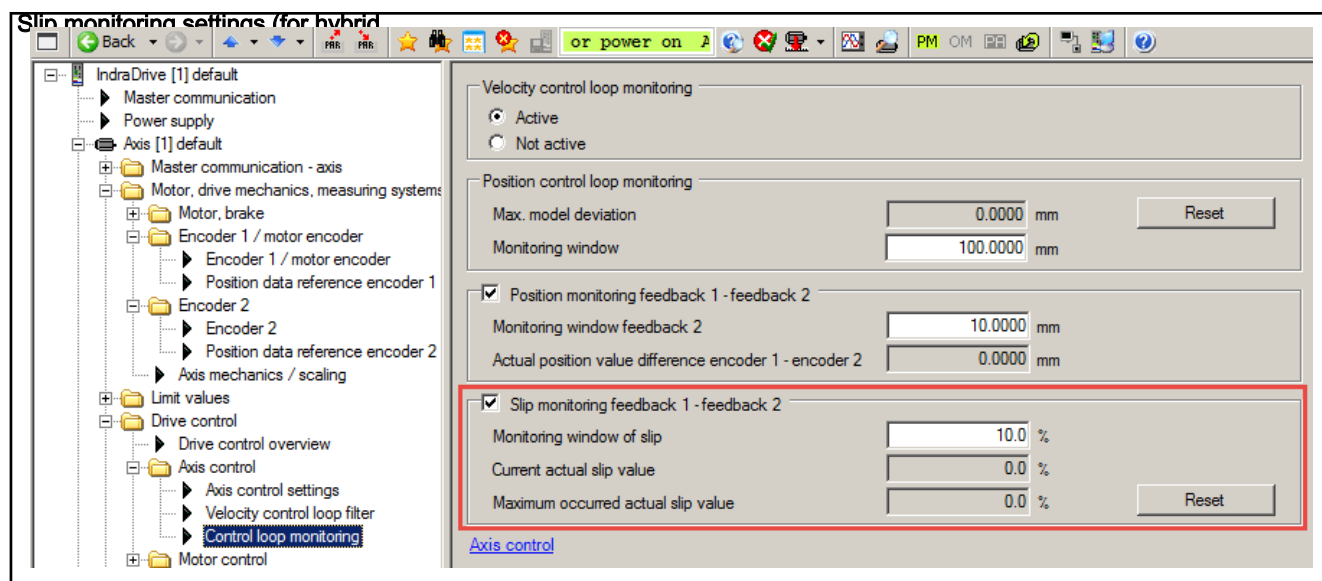 Slip monitoring settings (for hybrid
Back
PAR PAR
or power on
PM OM
IndraDrive [1] default
Master communication
Power supply
Axis [1] default
Master communication - axis
Motor, drive mechanics, measuring systems
Motor, brake
Encoder 1 / motor encoder
Encoder 1 / motor encoder
Position data reference encoder 1
Encoder 2
Encoder 2
Position data reference encoder 2
Axis mechanics / scaling
Limit values
Drive control
Drive control overview
Axis control
Axis control settings
Velocity control loop filter
Control loop monitoring
Motor control
Velocity control loop monitoring
Active
Not active
Position control loop monitoring
Max. model deviation 0.0000 mm Reset
Monitoring window 100.0000 mm
Position monitoring feedback 1 - feedback 2
Monitoring window feedback 2 10.0000 mm
Actual position value difference encoder 1 - encoder 2 0.0000 mm
Slip monitoring feedback 1 - feedback 2
Monitoring window of slip 10.0 %
Current actual slip value 0.0 %
Maximum occurred actual slip value 0.0 % Reset
Axis control